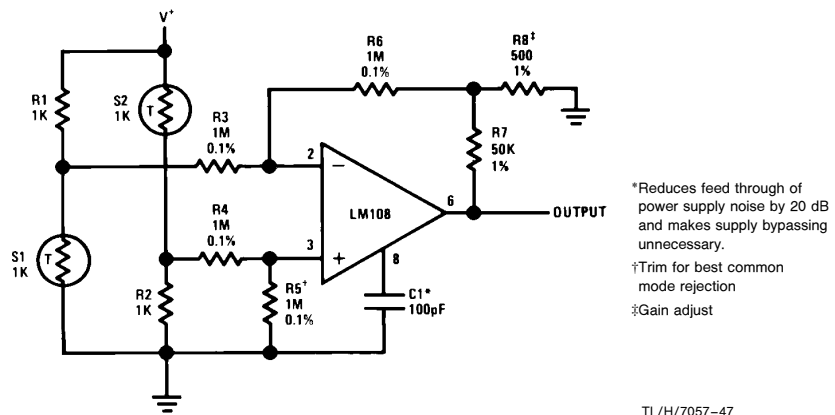 V+
R1
1K
S2
1K
T
R3
1M
0.1%
R6
1M
0.1%
R8‡
500
1%
R7
50K
1%
2
−
LM108
6
OUTPUT
S1
1K
T
R4
1M
0.1%
3
+
8
R2
1K
R5†
1M
0.1%
C1*
100pF
*Reduces feed through of
power supply noise by 20 dB
and makes supply bypassing
unnecessary.
†Trim for best common
mode rejection
‡Gain adjust
TL/H/7057–47